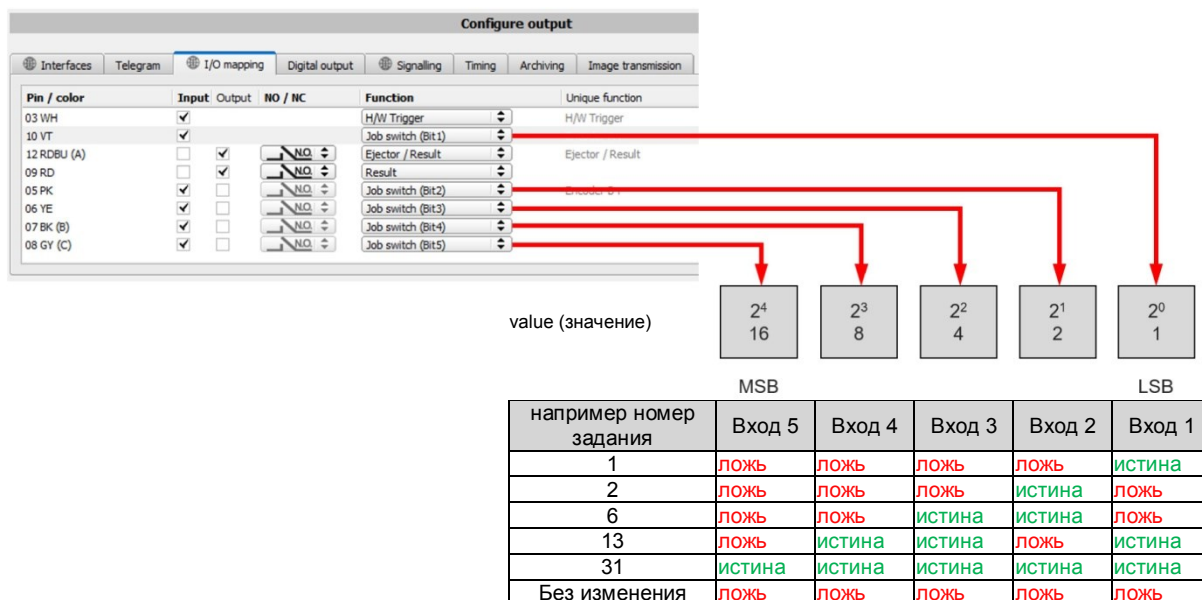 Configure output
Interfaces Telegram I/O mapping Digital output Signalling Timing Archiving Image transmission
Pin / color Input Output NO / NC Function Unique function
03 WH H/W Trigger H/W Trigger
10 VT Job switch (Bit1)
12 RDBU (A) N.O. Ejector / Result Ejector / Result
09 RD N.O. Result
05 PK N.O. Job switch (Bit2) Encoder
06 YE N.O. Job switch (Bit3)
07 BK (B) N.O. Job switch (Bit4)
08 GY (C) N.O. Job switch (Bit5)
value (значение)
2⁴ 2³ 2² 2¹ 2⁰
16 8 4 2 1
MSB LSB
например номер
задания Вход 5 Вход 4 Вход 3 Вход 2 Вход 1
1 ложь ложь ложь ложь истина
2 ложь ложь ложь истина ложь
6 ложь ложь истина истина ложь
13 ложь истина истина ложь истина
31 истина истина истина истина истина
Без изменения ложь ложь ложь ложь ложь